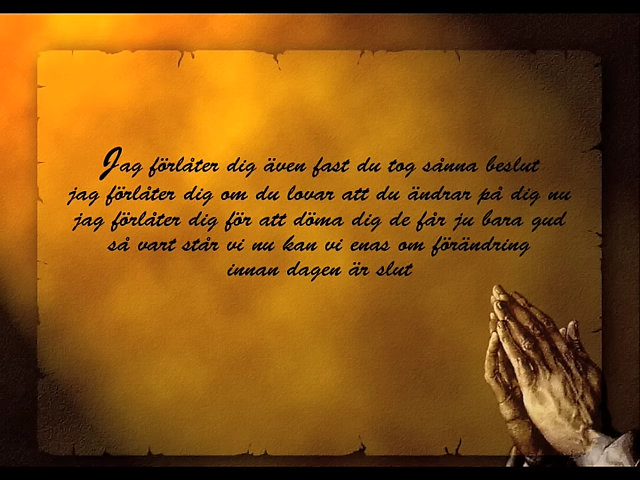 Jag förlåter dig även fast du tog sånna beslut
jag förlåter dig om du lovar att du ändrar på dig nu
jag förlåter dig för att döma dig de får ju bara gud
så vart står vi nu kan vi enas om förändring
innan dagen är slut